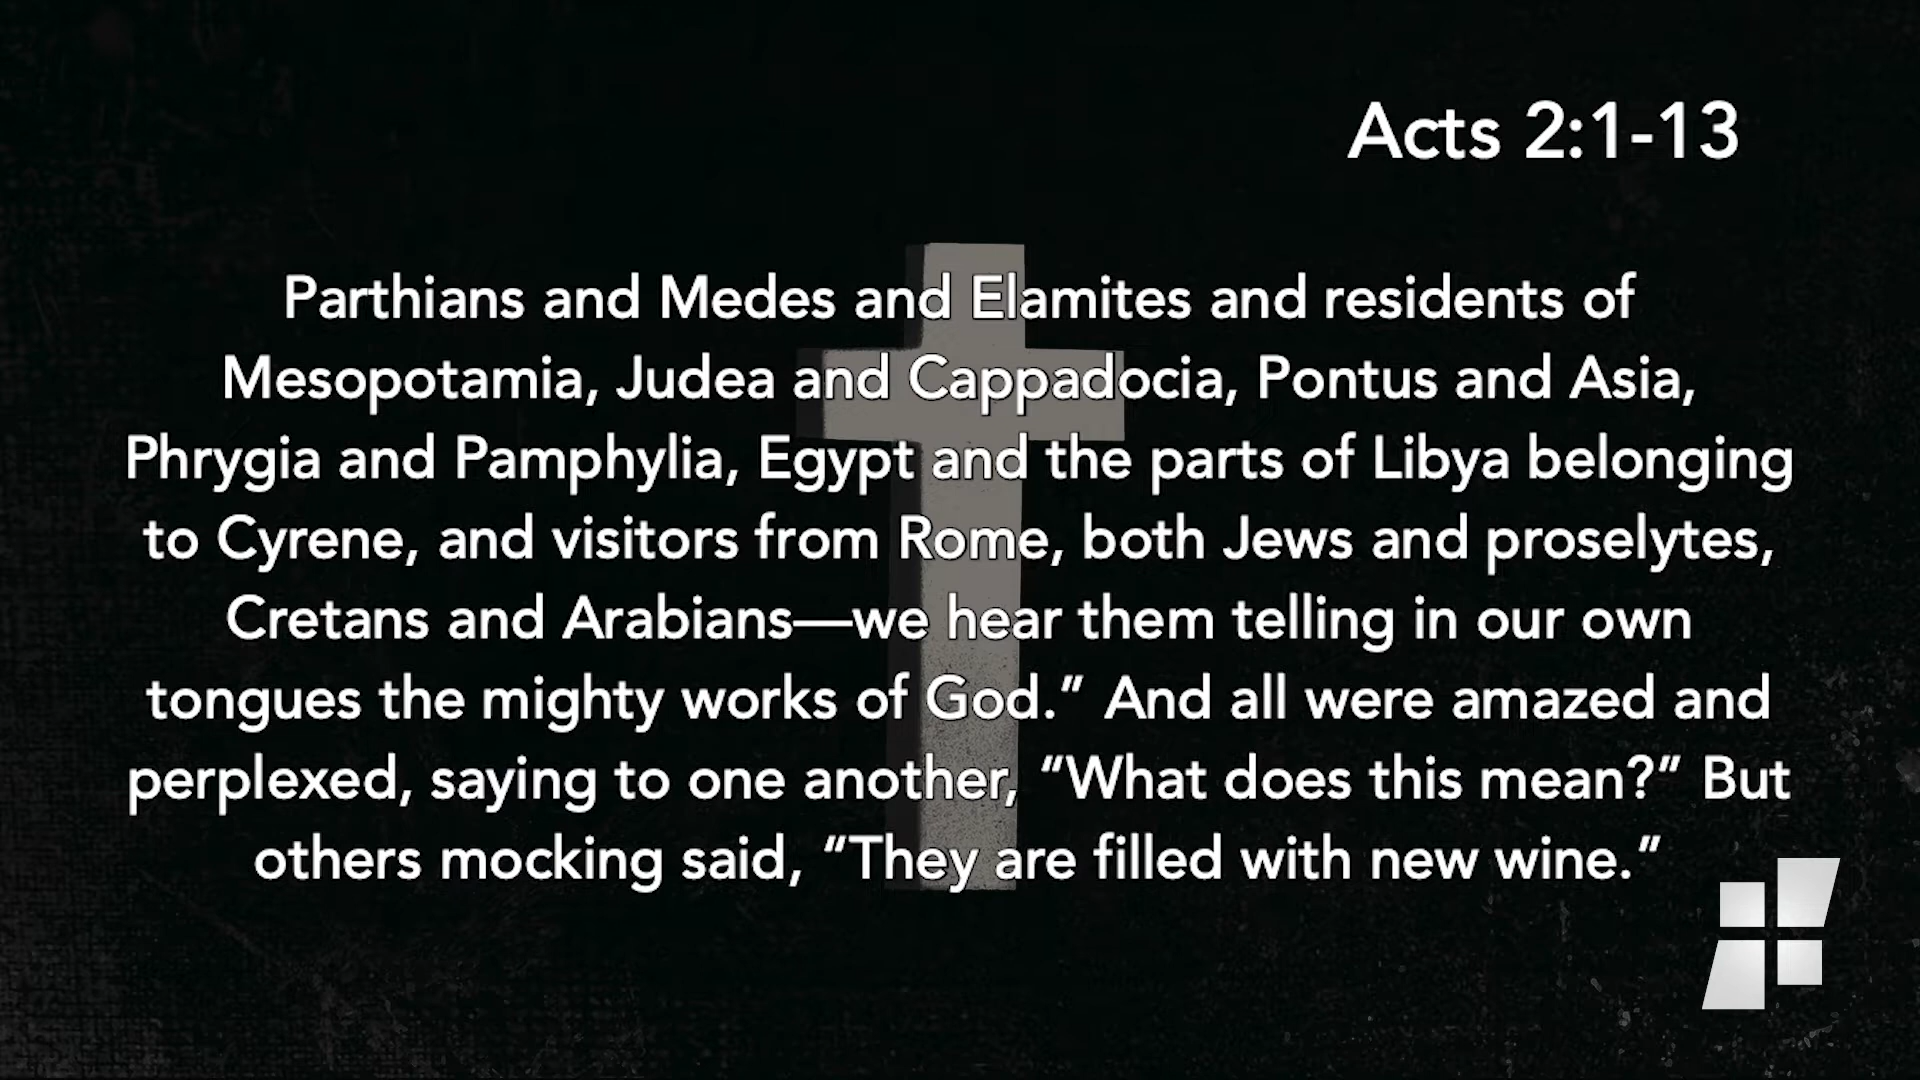 Acts 2:1-13
Parthians and Medes and Elamites and residents of
Mesopotamia, Judea and Cappadocia, Pontus and Asia,
Phrygia and Pamphylia, Egypt and the parts of Libya belonging
to Cyrene, and visitors from Rome, both Jews and proselytes,
Cretans and Arabians—we hear them telling in our own
tongues the mighty works of God.” And all were amazed and
perplexed, saying to one another, “What does this mean?” But
others mocking said, “They are filled with new wine.”